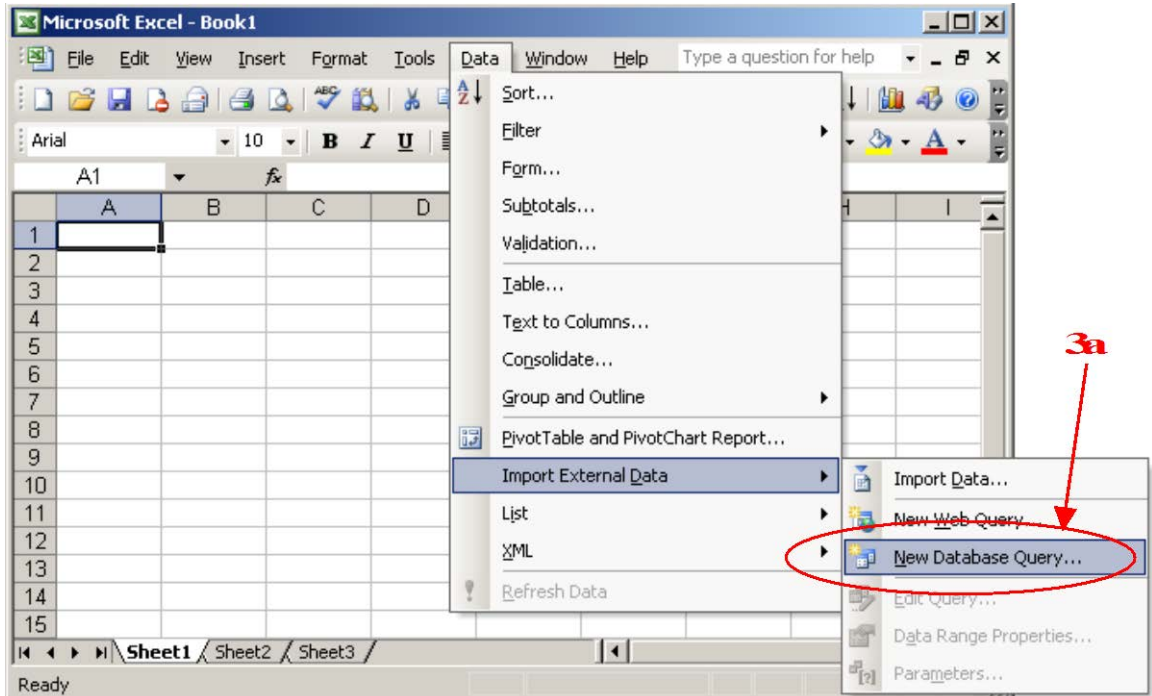 Microsoft Excel - Book1
File Edit View Insert Format Tools Data Window Help Type a question for help
ABC
A Z
Arial 10 B I U A
A1 fx
A B C D H I
1
2
3
4
5
6
7
8
9
10
11
12
13
14
15
Sort...
Filter
Form...
Subtotals...
Validation...
Table...
Text to Columns...
Consolidate...
Group and Outline
PivotTable and PivotChart Report...
Import External Data
List
XML
Refresh Data
3a
Import Data...
New Web Query
New Database Query...
Edit Query...
Data Range Properties...
Parameters...
Sheet1 Sheet2 Sheet3
Ready